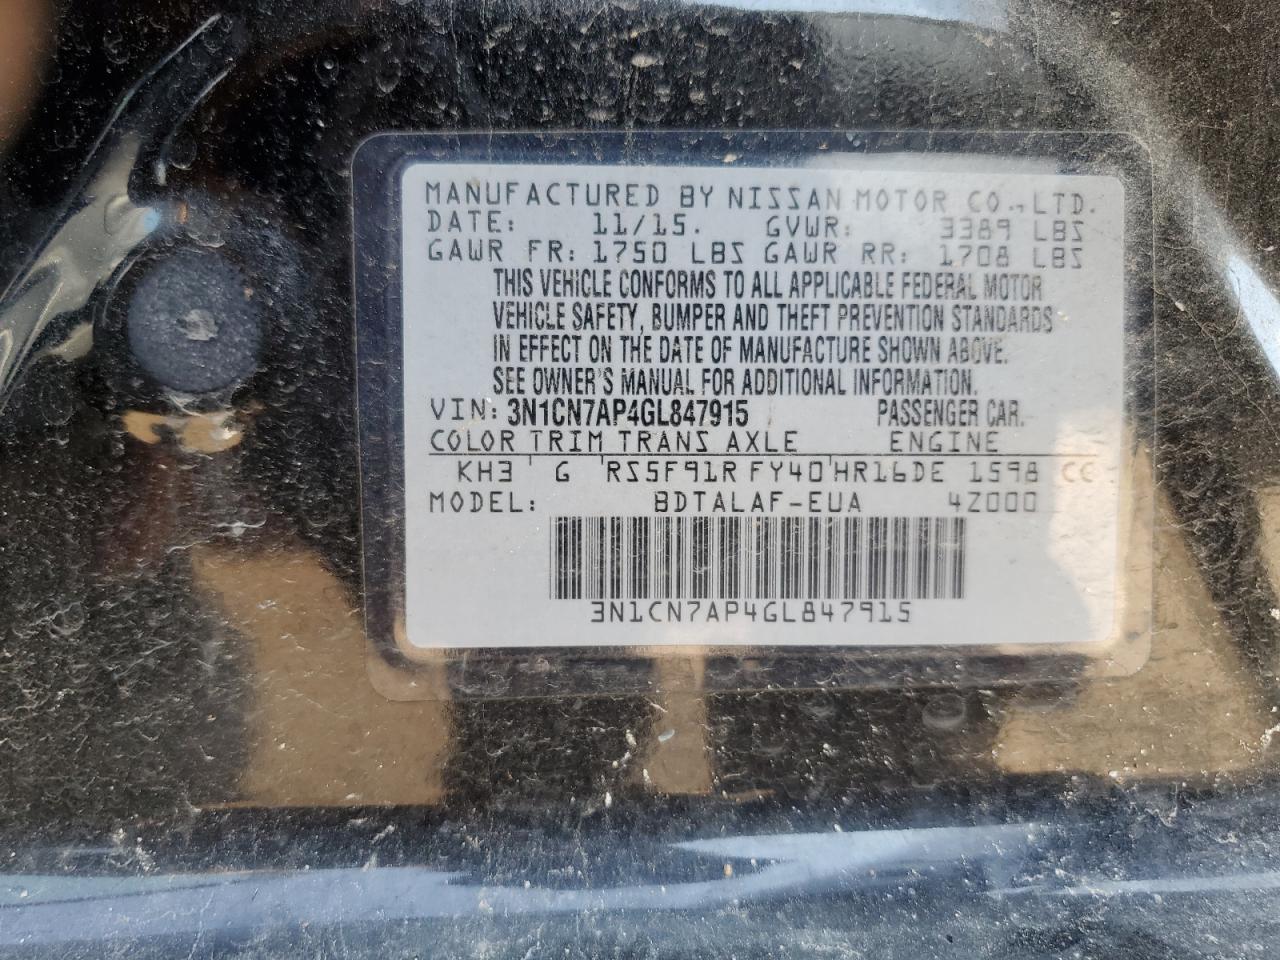 MANUFACTURED BY NISSAN MOTOR CO.,LTD.
DATE: 11/15. GVWR: 3389 LBS
GAWR FR: 1750 LBS GAWR RR: 1708 LBS
THIS VEHICLE CONFORMS TO ALL APPLICABLE FEDERAL MOTOR
VEHICLE SAFETY, BUMPER AND THEFT PREVENTION STANDARDS
IN EFFECT ON THE DATE OF MANUFACTURE SHOWN ABOVE.
SEE OWNER'S MANUAL FOR ADDITIONAL INFORMATION.
VIN: 3N1CN7AP4GL847915 PASSENGER CAR.
COLOR TRIM TRANS AXLE ENGINE
KH3 G RS5F91R FY40 HR16DE 1598 CC
MODEL: BDTALAF-EUA 4Z000
3N1CN7AP4GL847915